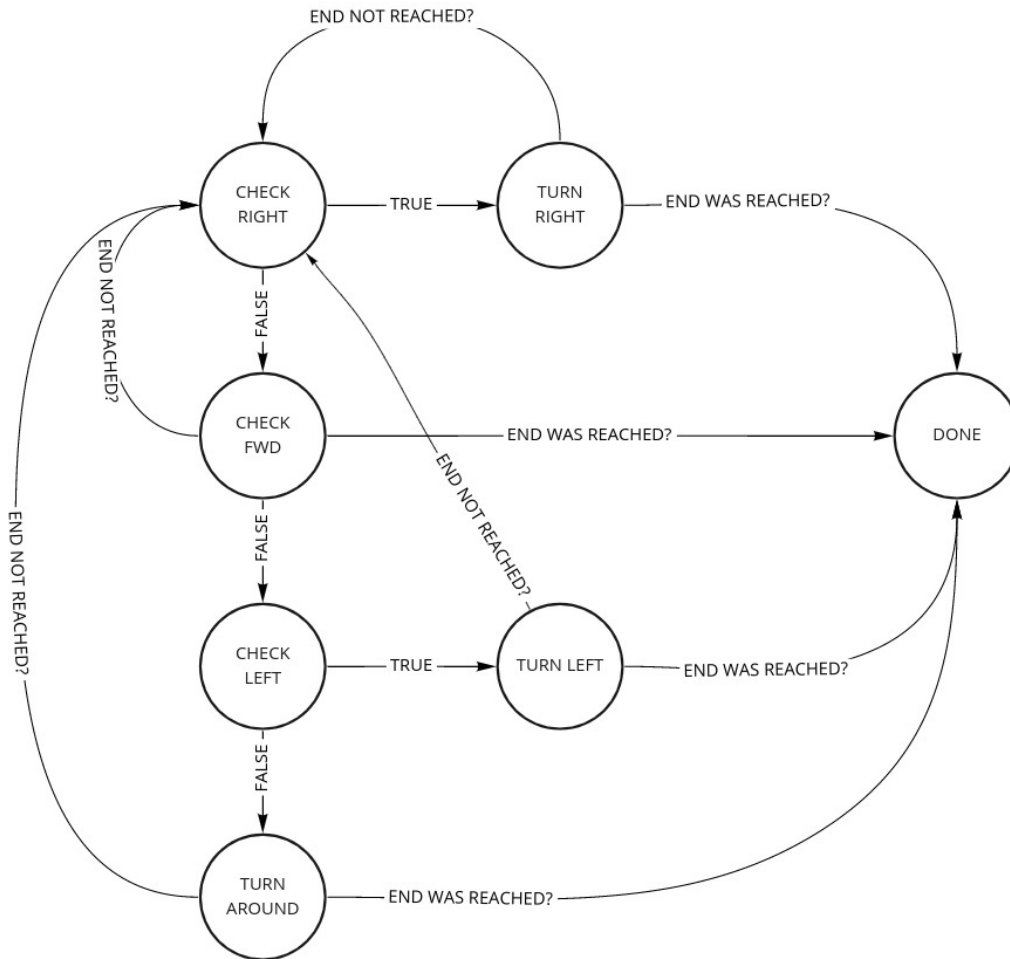 END NOT REACHED?
CHECK
RIGHT
TRUE
TURN
RIGHT
END WAS REACHED?
END NOT REACHED?
FALSE
CHECK
FWD
END WAS REACHED?
DONE
END NOT REACHED?
END NOT REACHED?
FALSE
CHECK
LEFT
TRUE
TURN LEFT
END WAS REACHED?
FALSE
TURN
AROUND
END WAS REACHED?